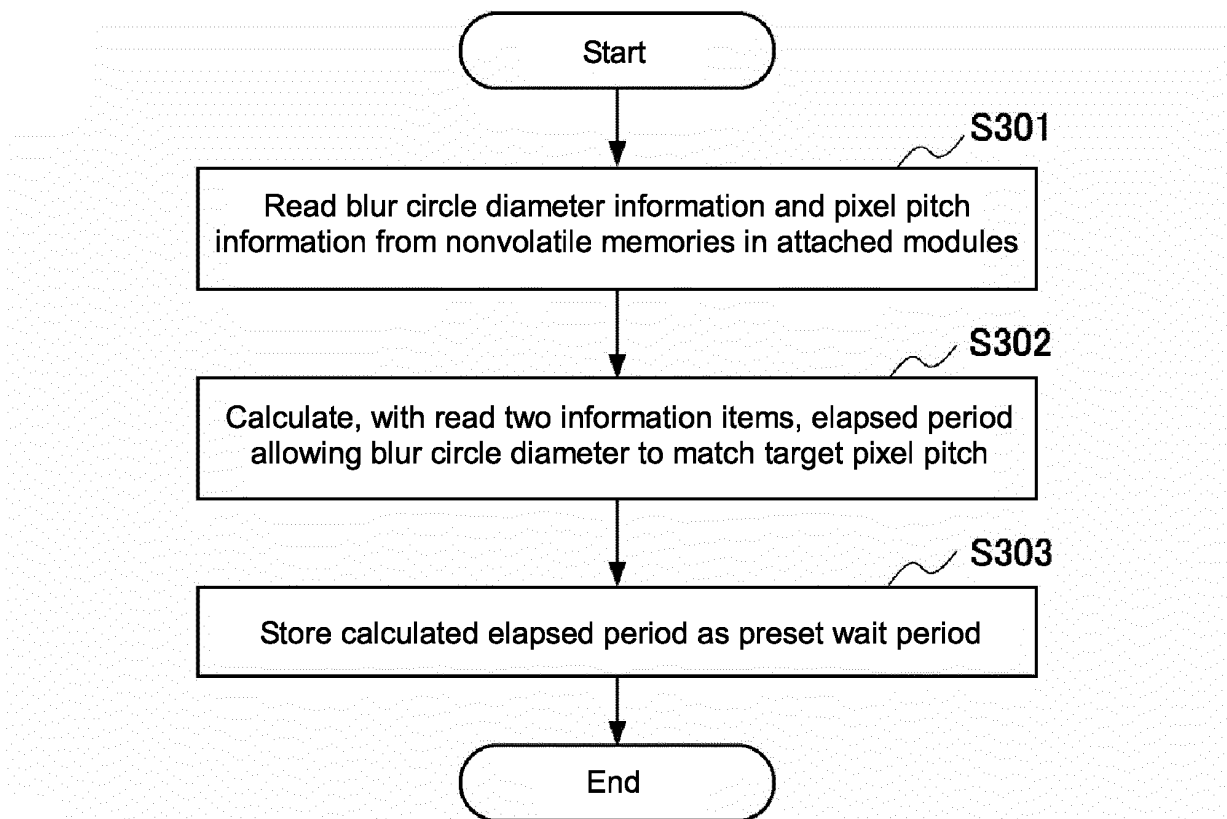 Start
S301
Read blur circle diameter information and pixel pitch
information from nonvolatile memories in attached modules
S302
Calculate, with read two information items, elapsed period
allowing blur circle diameter to match target pixel pitch
S303
Store calculated elapsed period as preset wait period
End